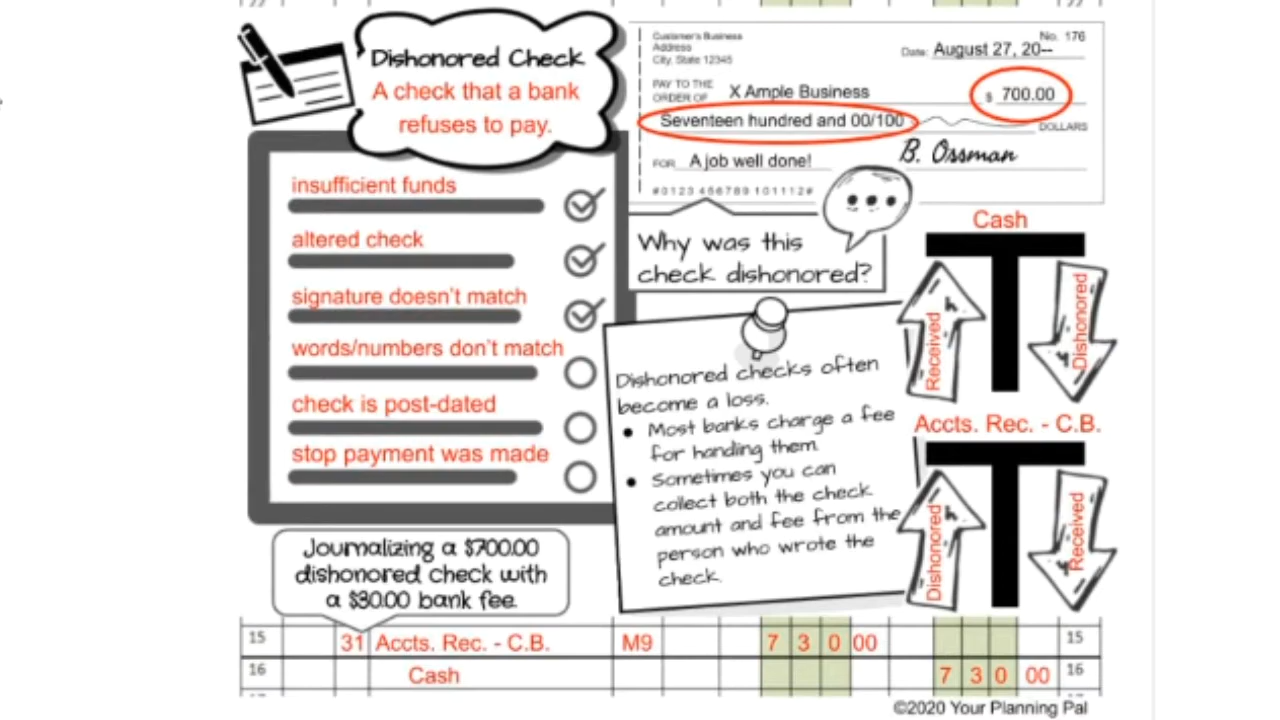 Dishonored Check
A check that a bank
refuses to pay.
Customer's Business
Address
City, State 12345
No. 176
Date: August 27, 20--
PAY TO THE
ORDER OF X Ample Business $ 700.00
Seventeen hundred and 00/100 DOLLARS
FOR A job well done! B. Ossman
#0123 456789 101112#
insufficient funds
altered check
signature doesn't match
words/numbers don't match
check is post-dated
stop payment was made
Why was this
check dishonored?
Dishonored checks often
become a loss.
• Most banks charge a fee
for handing them.
• Sometimes you can
collect both the check
amount and fee from the
person who wrote the
check.
Cash
Received
Dishonored
Accts. Rec. - C.B.
Dishonored
Received
Journalizing a $700.00
dishonored check with
a $30.00 bank fee.
15 31 Accts. Rec. - C.B. M9 7 3 0 00 15
16 Cash 7 3 0 00 16
©2020 Your Planning Pal